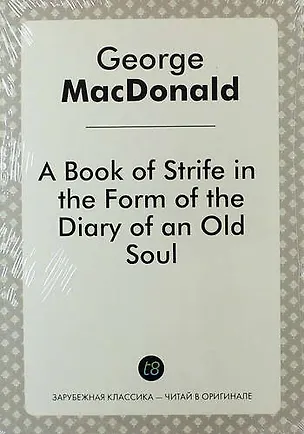 George
MacDonald
A Book of Strife in
the Form of the
Diary of an Old
Soul
t8
ЗАРУБЕЖНАЯ КЛАССИКА — ЧИТАЙ В ОРИГИНАЛЕ